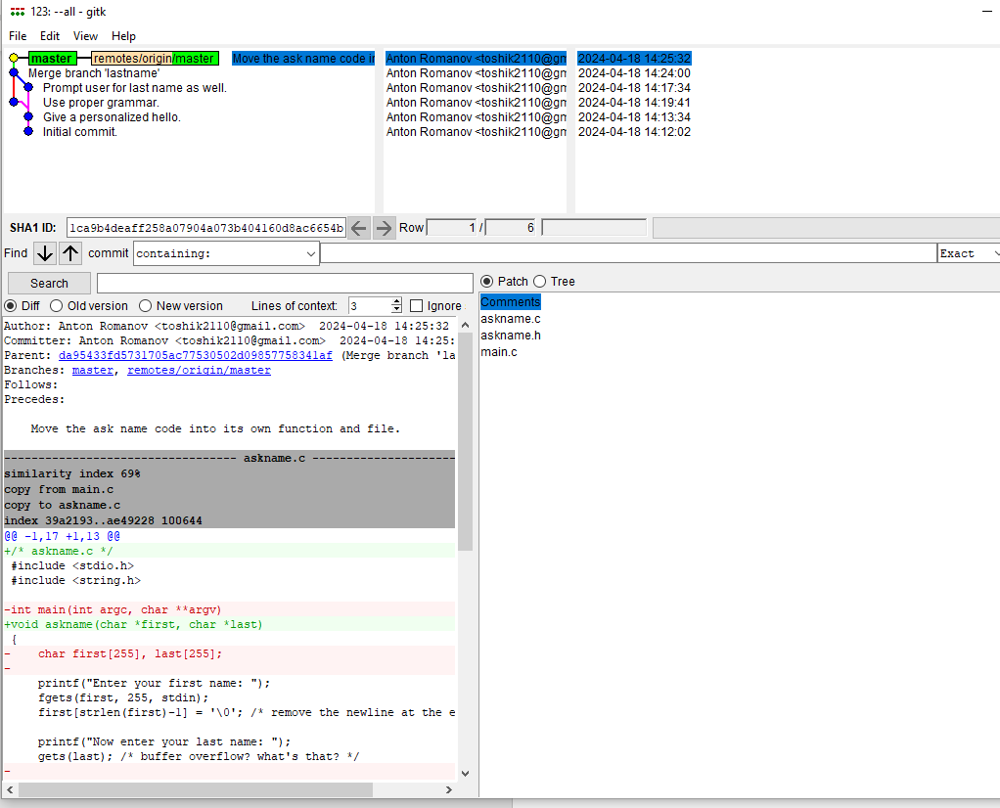 123: --all - gitk
File Edit View Help
master remotes/origin/master Move the ask name code in Anton Romanov <toshik2110@gm 2024-04-18 14:25:32
Merge branch 'lastname' Anton Romanov <toshik2110@gm 2024-04-18 14:24:00
Prompt user for last name as well. Anton Romanov <toshik2110@gm 2024-04-18 14:17:34
Use proper grammar. Anton Romanov <toshik2110@gm 2024-04-18 14:19:41
Give a personalized hello. Anton Romanov <toshik2110@gm 2024-04-18 14:13:34
Initial commit. Anton Romanov <toshik2110@gm 2024-04-18 14:12:02
SHA1 ID: 1ca9b4deaff258a07904a073b404160d8ac6654b Row 1 / 6
Find commit containing: Exact
Search
Patch Tree
Diff Old version New version Lines of context: 3 Ignore
Comments
askname.c
askname.h
main.c
Author: Anton Romanov <toshik2110@gmail.com>  2024-04-18 14:25:32
Committer: Anton Romanov <toshik2110@gmail.com>  2024-04-18 14:25:
Parent: da95433fd5731705ac77530502d0985775834laf (Merge branch 'la
Branches: master, remotes/origin/master
Follows:
Precedes:
Move the ask name code into its own function and file.
------------------------------- askname.c ---------------------
similarity index 69%
copy from main.c
copy to askname.c
index 39a2193..ae49228 100644
@@ -1,17 +1,13 @@
+/* askname.c */
#include <stdio.h>
#include <string.h>
-int main(int argc, char **argv)
+void askname(char *first, char *last)
{
-    char first[255], last[255];
-
printf("Enter your first name: ");
fgets(first, 255, stdin);
first[strlen(first)-1] = '\0'; /* remove the newline at the e
printf("Now enter your last name: ");
gets(last); /* buffer overflow? what's that? */
-